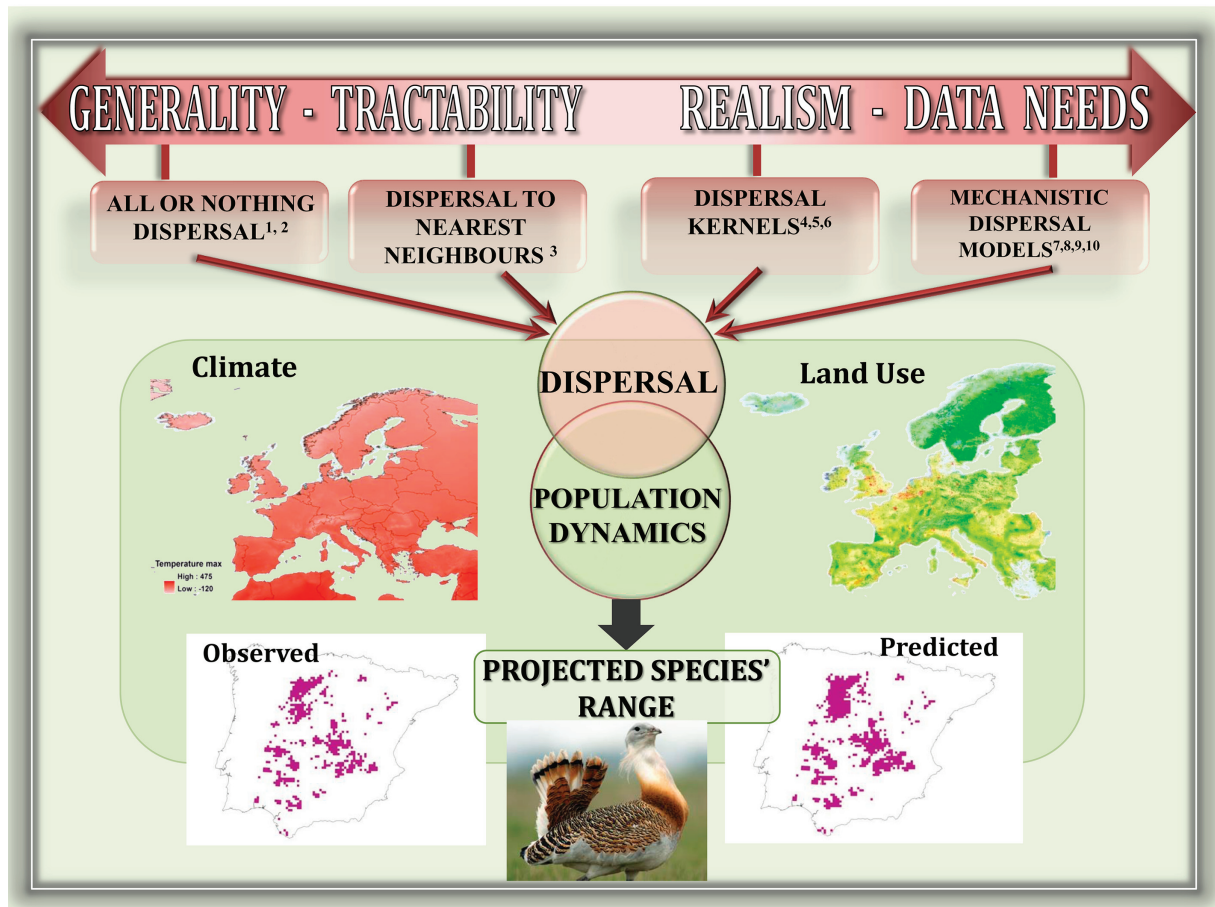 GENERALITY - TRACTABILITY REALISM - DATA NEEDS
ALL OR NOTHING
DISPERSAL1, 2
DISPERSAL TO
NEAREST
NEIGHBOURS 3
DISPERSAL
KERNELS4,5,6
MECHANISTIC
DISPERSAL
MODELS7,8,9,10
Climate
DISPERSAL
Land Use
POPULATION
DYNAMICS
Temperature max
High : 475
Low : -120
Observed
PROJECTED SPECIES'
RANGE
Predicted